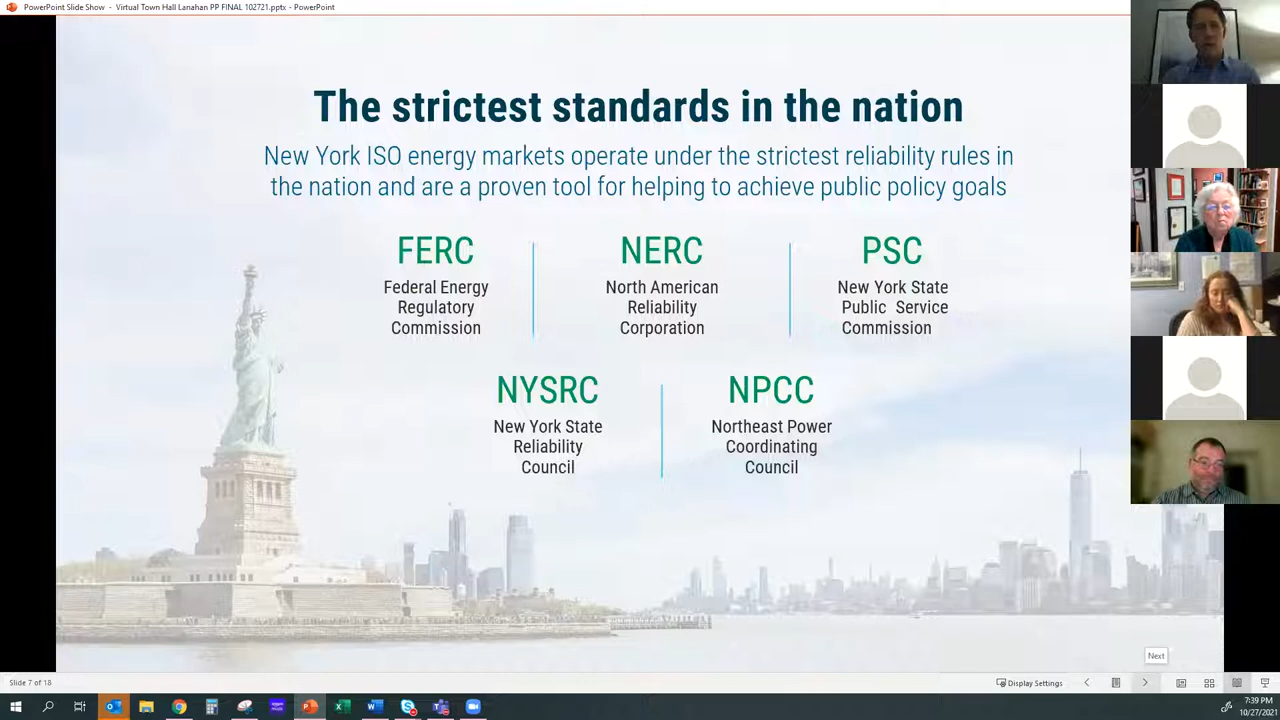 PowerPoint Slide Show - Virtual Town Hall Lanahan PP FINAL 102721.pptx - PowerPoint
The strictest standards in the nation
New York ISO energy markets operate under the strictest reliability rules in
the nation and are a proven tool for helping to achieve public policy goals
FERC
Federal Energy
Regulatory
Commission
NERC
North American
Reliability
Corporation
PSC
New York State
Public Service
Commission
NYSRC
New York State
Reliability
Council
NPCC
Northeast Power
Coordinating
Council
Next
Slide 7 of 18
Display Settings
7:39 PM
10/27/2021